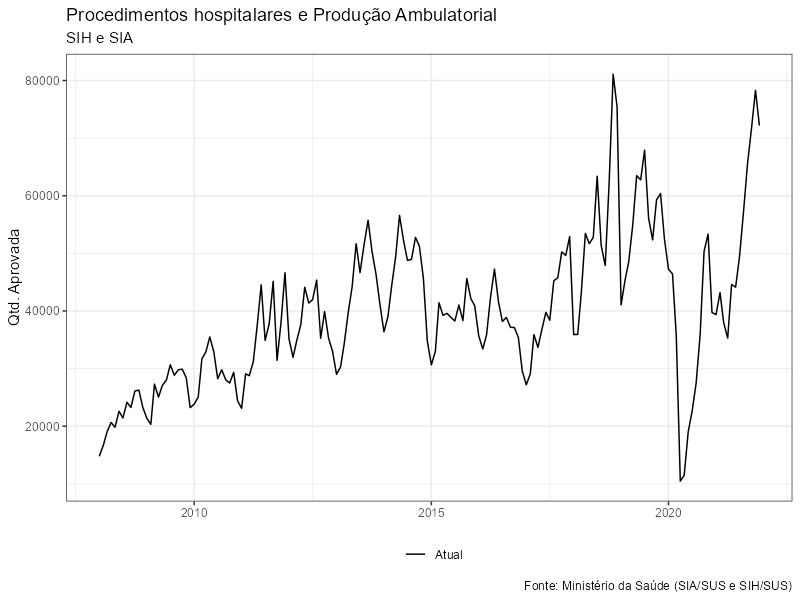 Procedimentos hospitalares e Produção Ambulatorial
SIH e SIA
Qtd. Aprovada
80000
60000
40000
20000
2010
2015
2020
Atual
Fonte: Ministério da Saúde (SIA/SUS e SIH/SUS)